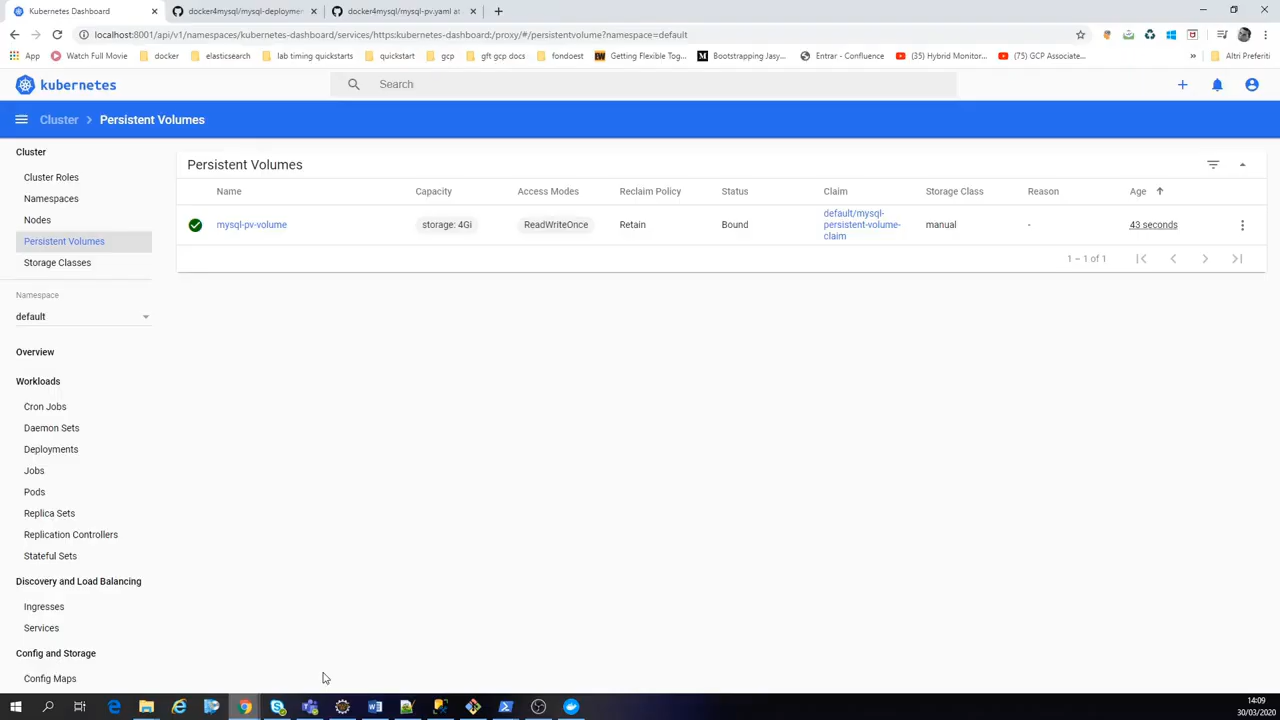 Kubernetes Dashboard
docker4mysql/mysql-deploymen
docker4mysql/mysql-pv.yaml at
localhost:8001/api/v1/namespaces/kubernetes-dashboard/services/https:kubernetes-dashboard:/proxy/#/persistentvolume?namespace=default
App Watch Full Movie docker elasticsearch lab timing quickstarts quickstart gcp gft gcp docs fondoest Getting Flexible Tog... Bootstrapping Jasy... Entrar - Confluence (35) Hybrid Monitor... (75) GCP Associate... » Altri Preferiti
kubernetes Search
Cluster > Persistent Volumes
Cluster
Cluster Roles
Namespaces
Nodes
Persistent Volumes
Storage Classes
Namespace
default
Overview
Workloads
Cron Jobs
Daemon Sets
Deployments
Jobs
Pods
Replica Sets
Replication Controllers
Stateful Sets
Discovery and Load Balancing
Ingresses
Services
Config and Storage
Config Maps
Persistent Volumes
Name Capacity Access Modes Reclaim Policy Status Claim Storage Class Reason Age
mysql-pv-volume storage: 4Gi ReadWriteOnce Retain Bound default/mysql- manual - 43 seconds
persistent-volume-
claim
1 – 1 of 1
14:09
30/03/2020